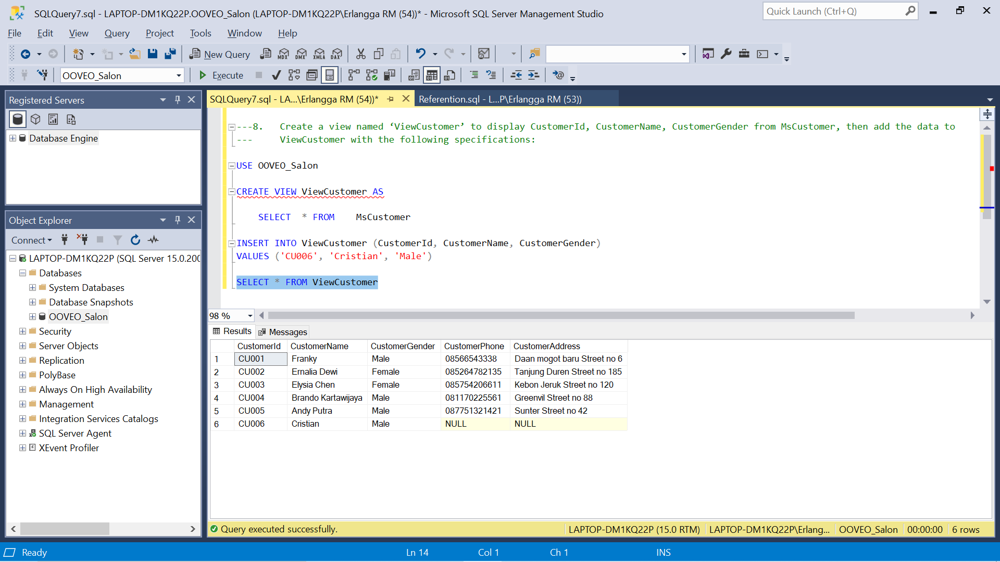 SQLQuery7.sql - LAPTOP-DM1KQ22P.OOVEO_Salon (LAPTOP-DM1KQ22P\Erlangga RM (54))* - Microsoft SQL Server Management Studio
Quick Launch (Ctrl+Q)
File Edit View Query Project Tools Window Help
New Query MDX DMX XMLA DAX
OOVEO_Salon Execute
Registered Servers
Database Engine
Object Explorer
Connect
LAPTOP-DM1KQ22P (SQL Server 15.0.200
Databases
System Databases
Database Snapshots
OOVEO_Salon
Security
Server Objects
Replication
PolyBase
Always On High Availability
Management
Integration Services Catalogs
SQL Server Agent
XEvent Profiler
SQLQuery7.sql - LA...\Erlangga RM (54))* Referention.sql - L...P\Erlangga RM (53))
---8. Create a view named ‘ViewCustomer’ to display CustomerId, CustomerName, CustomerGender from MsCustomer, then add the data to
--- ViewCustomer with the following specifications:
USE OOVEO_Salon
CREATE VIEW ViewCustomer AS
SELECT * FROM MsCustomer
INSERT INTO ViewCustomer (CustomerId, CustomerName, CustomerGender)
VALUES ('CU006', 'Cristian', 'Male')
SELECT * FROM ViewCustomer
98 %
Results Messages
CustomerId CustomerName CustomerGender CustomerPhone CustomerAddress
1 CU001 Franky Male 08566543338 Daan mogot baru Street no 6
2 CU002 Ernalia Dewi Female 085264782135 Tanjung Duren Street no 185
3 CU003 Elysia Chen Female 085754206611 Kebon Jeruk Street no 120
4 CU004 Brando Kartawijaya Male 081170225561 Greenvil Street no 88
5 CU005 Andy Putra Male 087751321421 Sunter Street no 42
6 CU006 Cristian Male NULL NULL
Query executed successfully. LAPTOP-DM1KQ22P (15.0 RTM) LAPTOP-DM1KQ22P\Erlang... OOVEO_Salon 00:00:00 6 rows
Ready Ln 14 Col 1 Ch 1 INS